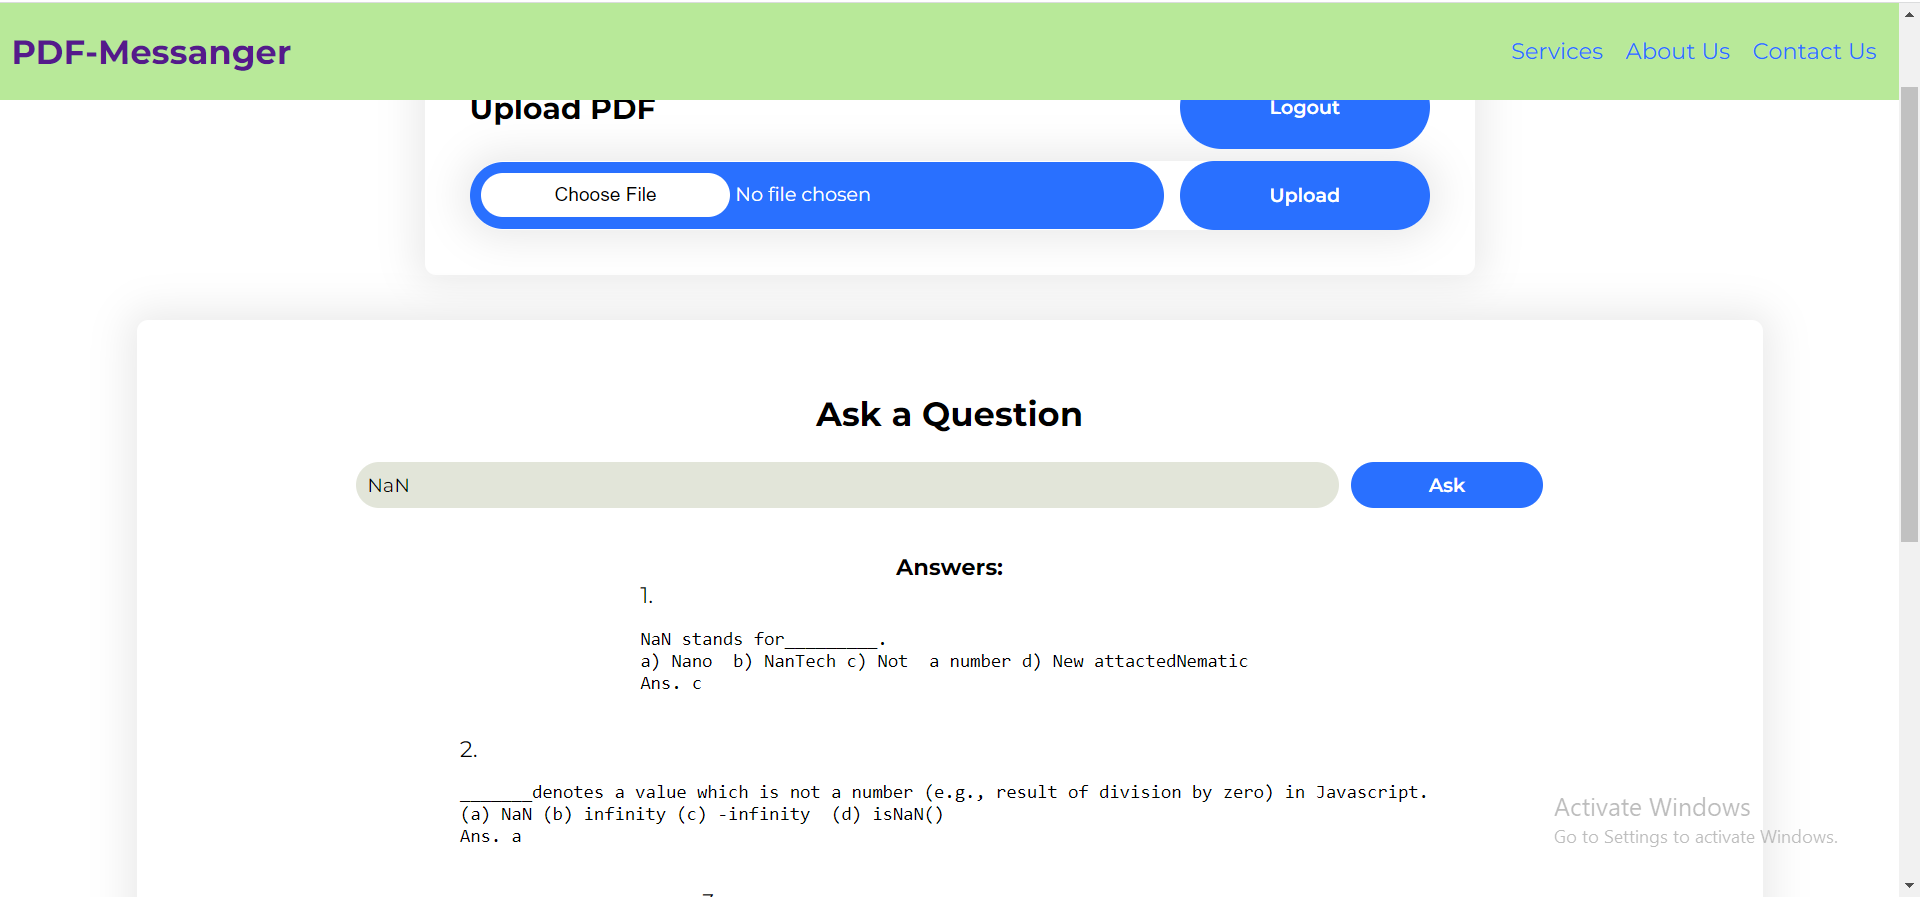 PDF-Messanger
Services About Us Contact Us
Upload PDF
Logout
Choose File No file chosen
Upload
Ask a Question
NaN
Ask
Answers:
1.
NaN stands for_________.
a) Nano  b) NanTech c) Not  a number d) New attactedNematic
Ans. c
2.
_______denotes a value which is not a number (e.g., result of division by zero) in Javascript.
(a) NaN (b) infinity (c) -infinity  (d) isNaN()
Ans. a
Activate Windows
Go to Settings to activate Windows.